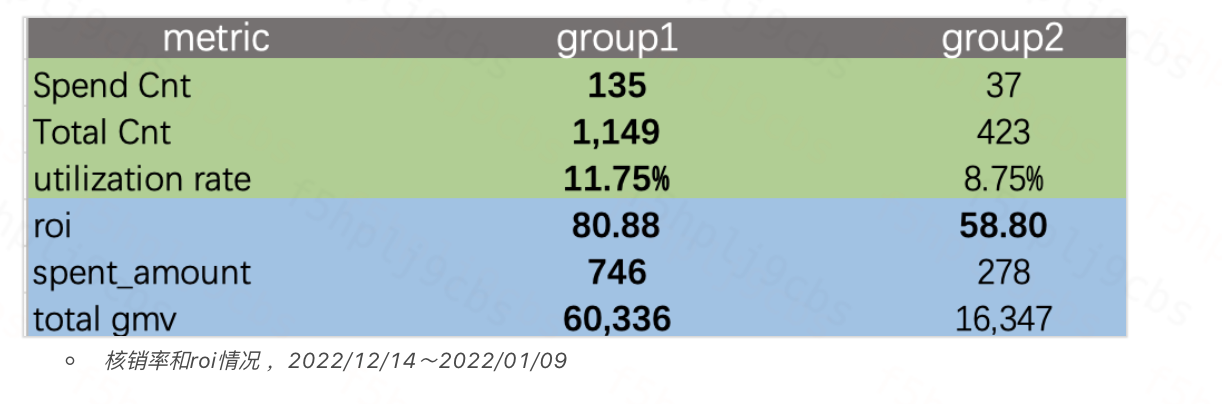 metric group1 group2
Spend Cnt 135 37
Total Cnt 1,149 423
utilization rate 11.75% 8.75%
roi 80.88 58.80
spent_amount 746 278
total gmv 60,336 16,347
核销率和roi情况，2022/12/14～2022/01/09
f5hplj9cbs